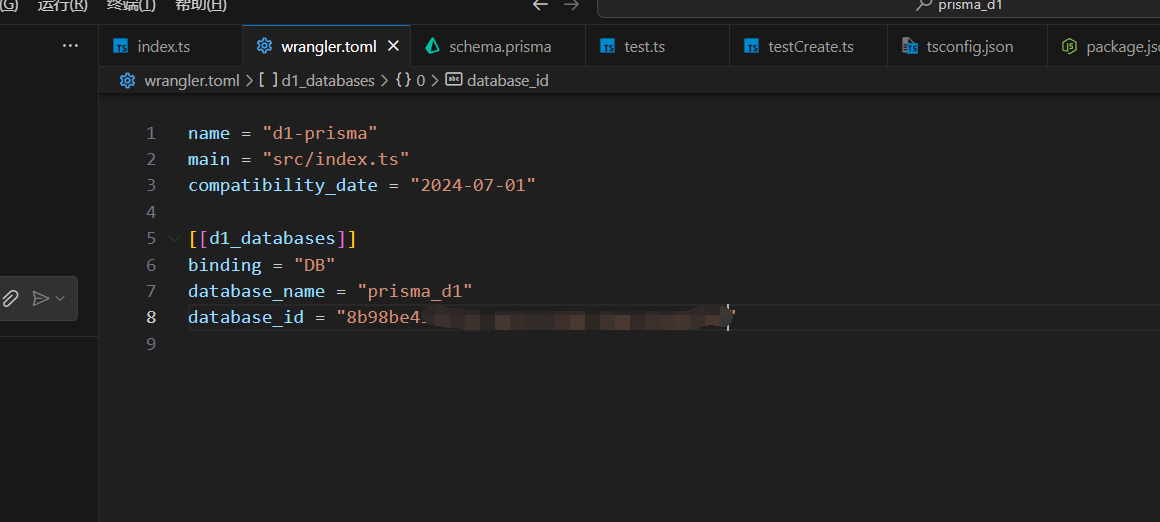 (G) 运行(R) 终端(T) 帮助(H) prisma_d1
index.ts wrangler.toml schema.prisma test.ts testCreate.ts tsconfig.json package.js
wrangler.toml > [ ] d1_databases > {} 0 > database_id
1 name = "d1-prisma"
2 main = "src/index.ts"
3 compatibility_date = "2024-07-01"
4
5 [[d1_databases]]
6 binding = "DB"
7 database_name = "prisma_d1"
8 database_id = "8b98be41
9